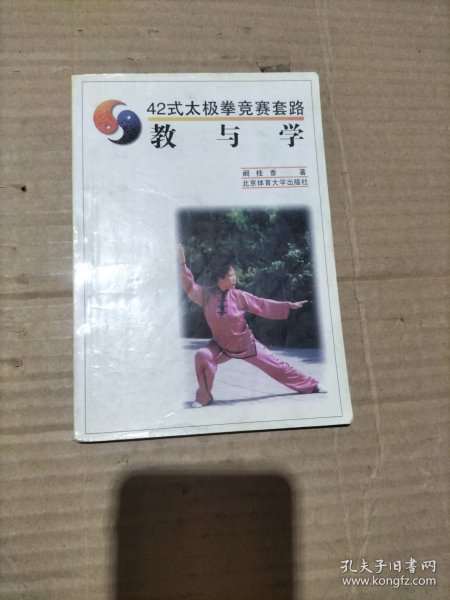 42式太极拳竞赛套路
教与学
阚桂香 著
北京体育大学出版社
孔夫子旧书网
www.kongfz.com